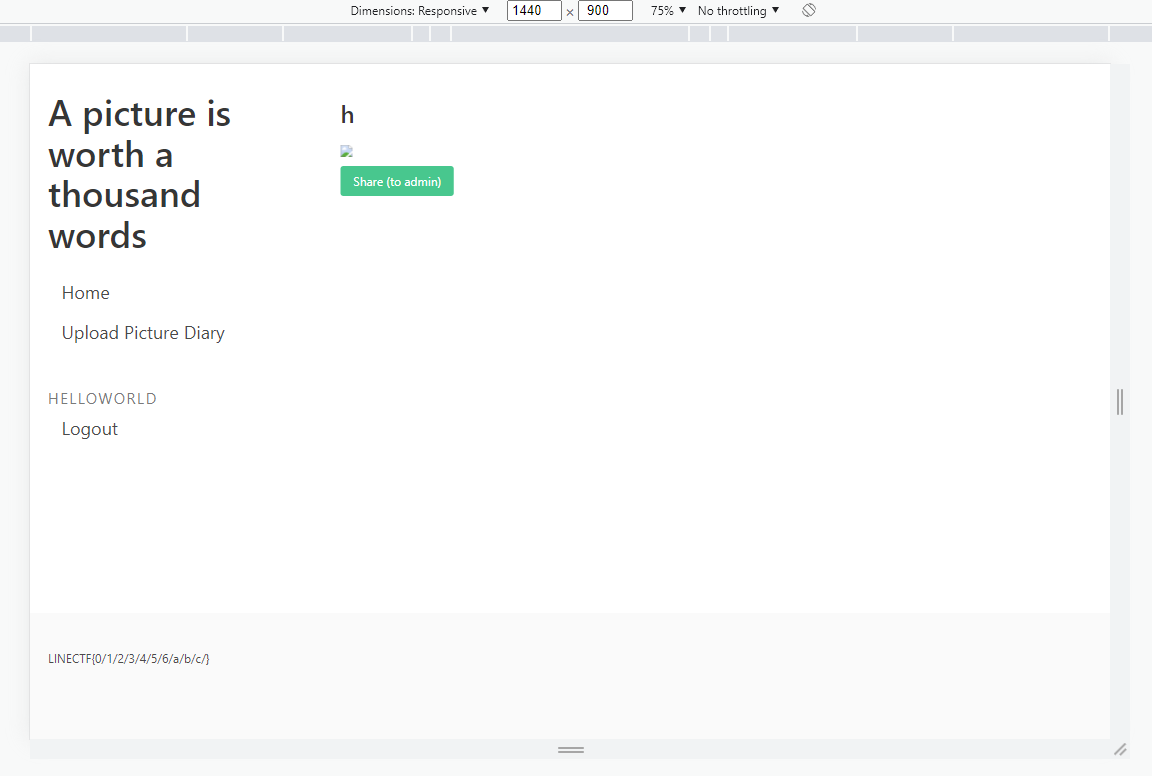 Dimensions: Responsive ▼ 1440 × 900 75% ▼ No throttling ▼
A picture is
worth a
thousand
words
Home
Upload Picture Diary
HELLOWORLD
Logout
h
Share (to admin)
LINECTF{0/1/2/3/4/5/6/a/b/c/}